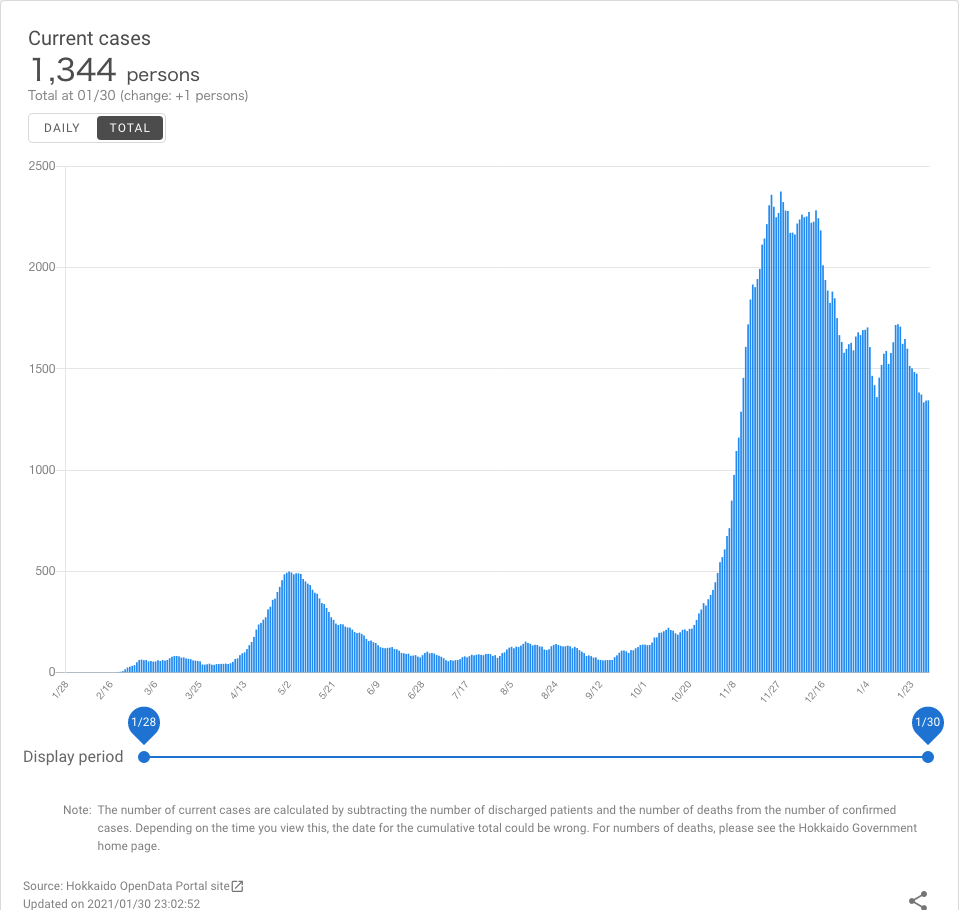 Current cases
1,344 persons
Total at 01/30 (change: +1 persons)
DAILY TOTAL
2500
2000
1500
1000
500
0
1/28 2/16 3/6 3/25 4/13 5/2 5/21 6/9 6/28 7/17 8/5 8/24 9/12 10/1 10/20 11/8 11/27 12/16 1/4 1/23
1/28 1/30
Display period
Note: The number of current cases are calculated by subtracting the number of discharged patients and the number of deaths from the number of confirmed
cases. Depending on the time you view this, the date for the cumulative total could be wrong. For numbers of deaths, please see the Hokkaido Government
home page.
Source: Hokkaido OpenData Portal site
Updated on 2021/01/30 23:02:52